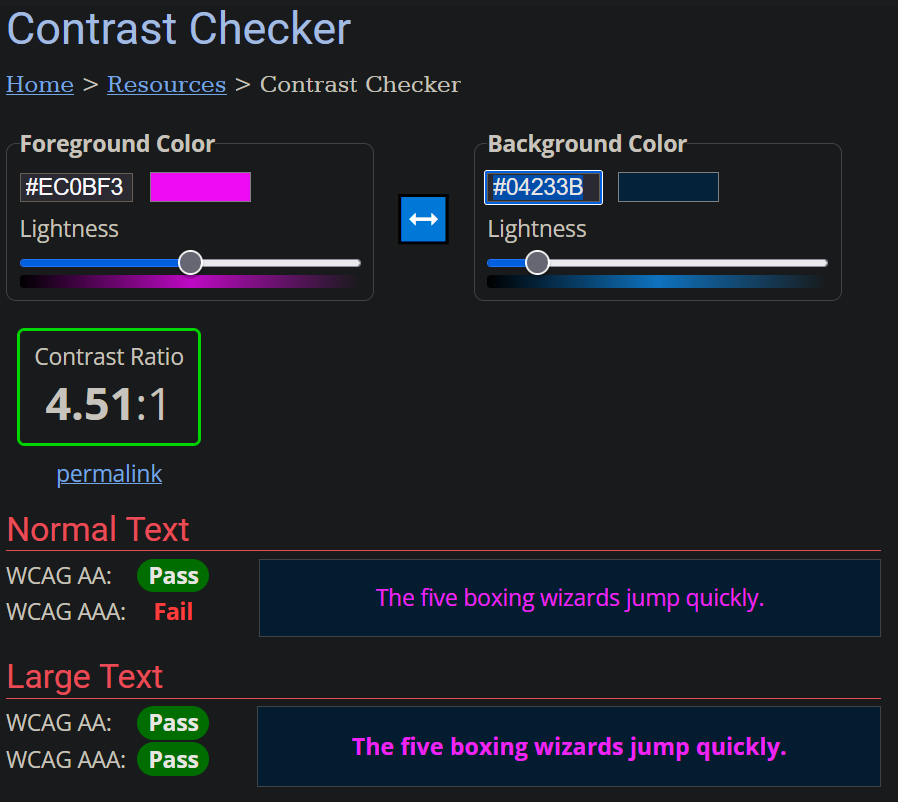 Contrast Checker
Home > Resources > Contrast Checker
Foreground Color
#EC0BF3
Lightness
Background Color
#04233B
Lightness
Contrast Ratio
4.51:1
permalink
Normal Text
WCAG AA: Pass
WCAG AAA: Fail
The five boxing wizards jump quickly.
Large Text
WCAG AA: Pass
WCAG AAA: Pass
The five boxing wizards jump quickly.